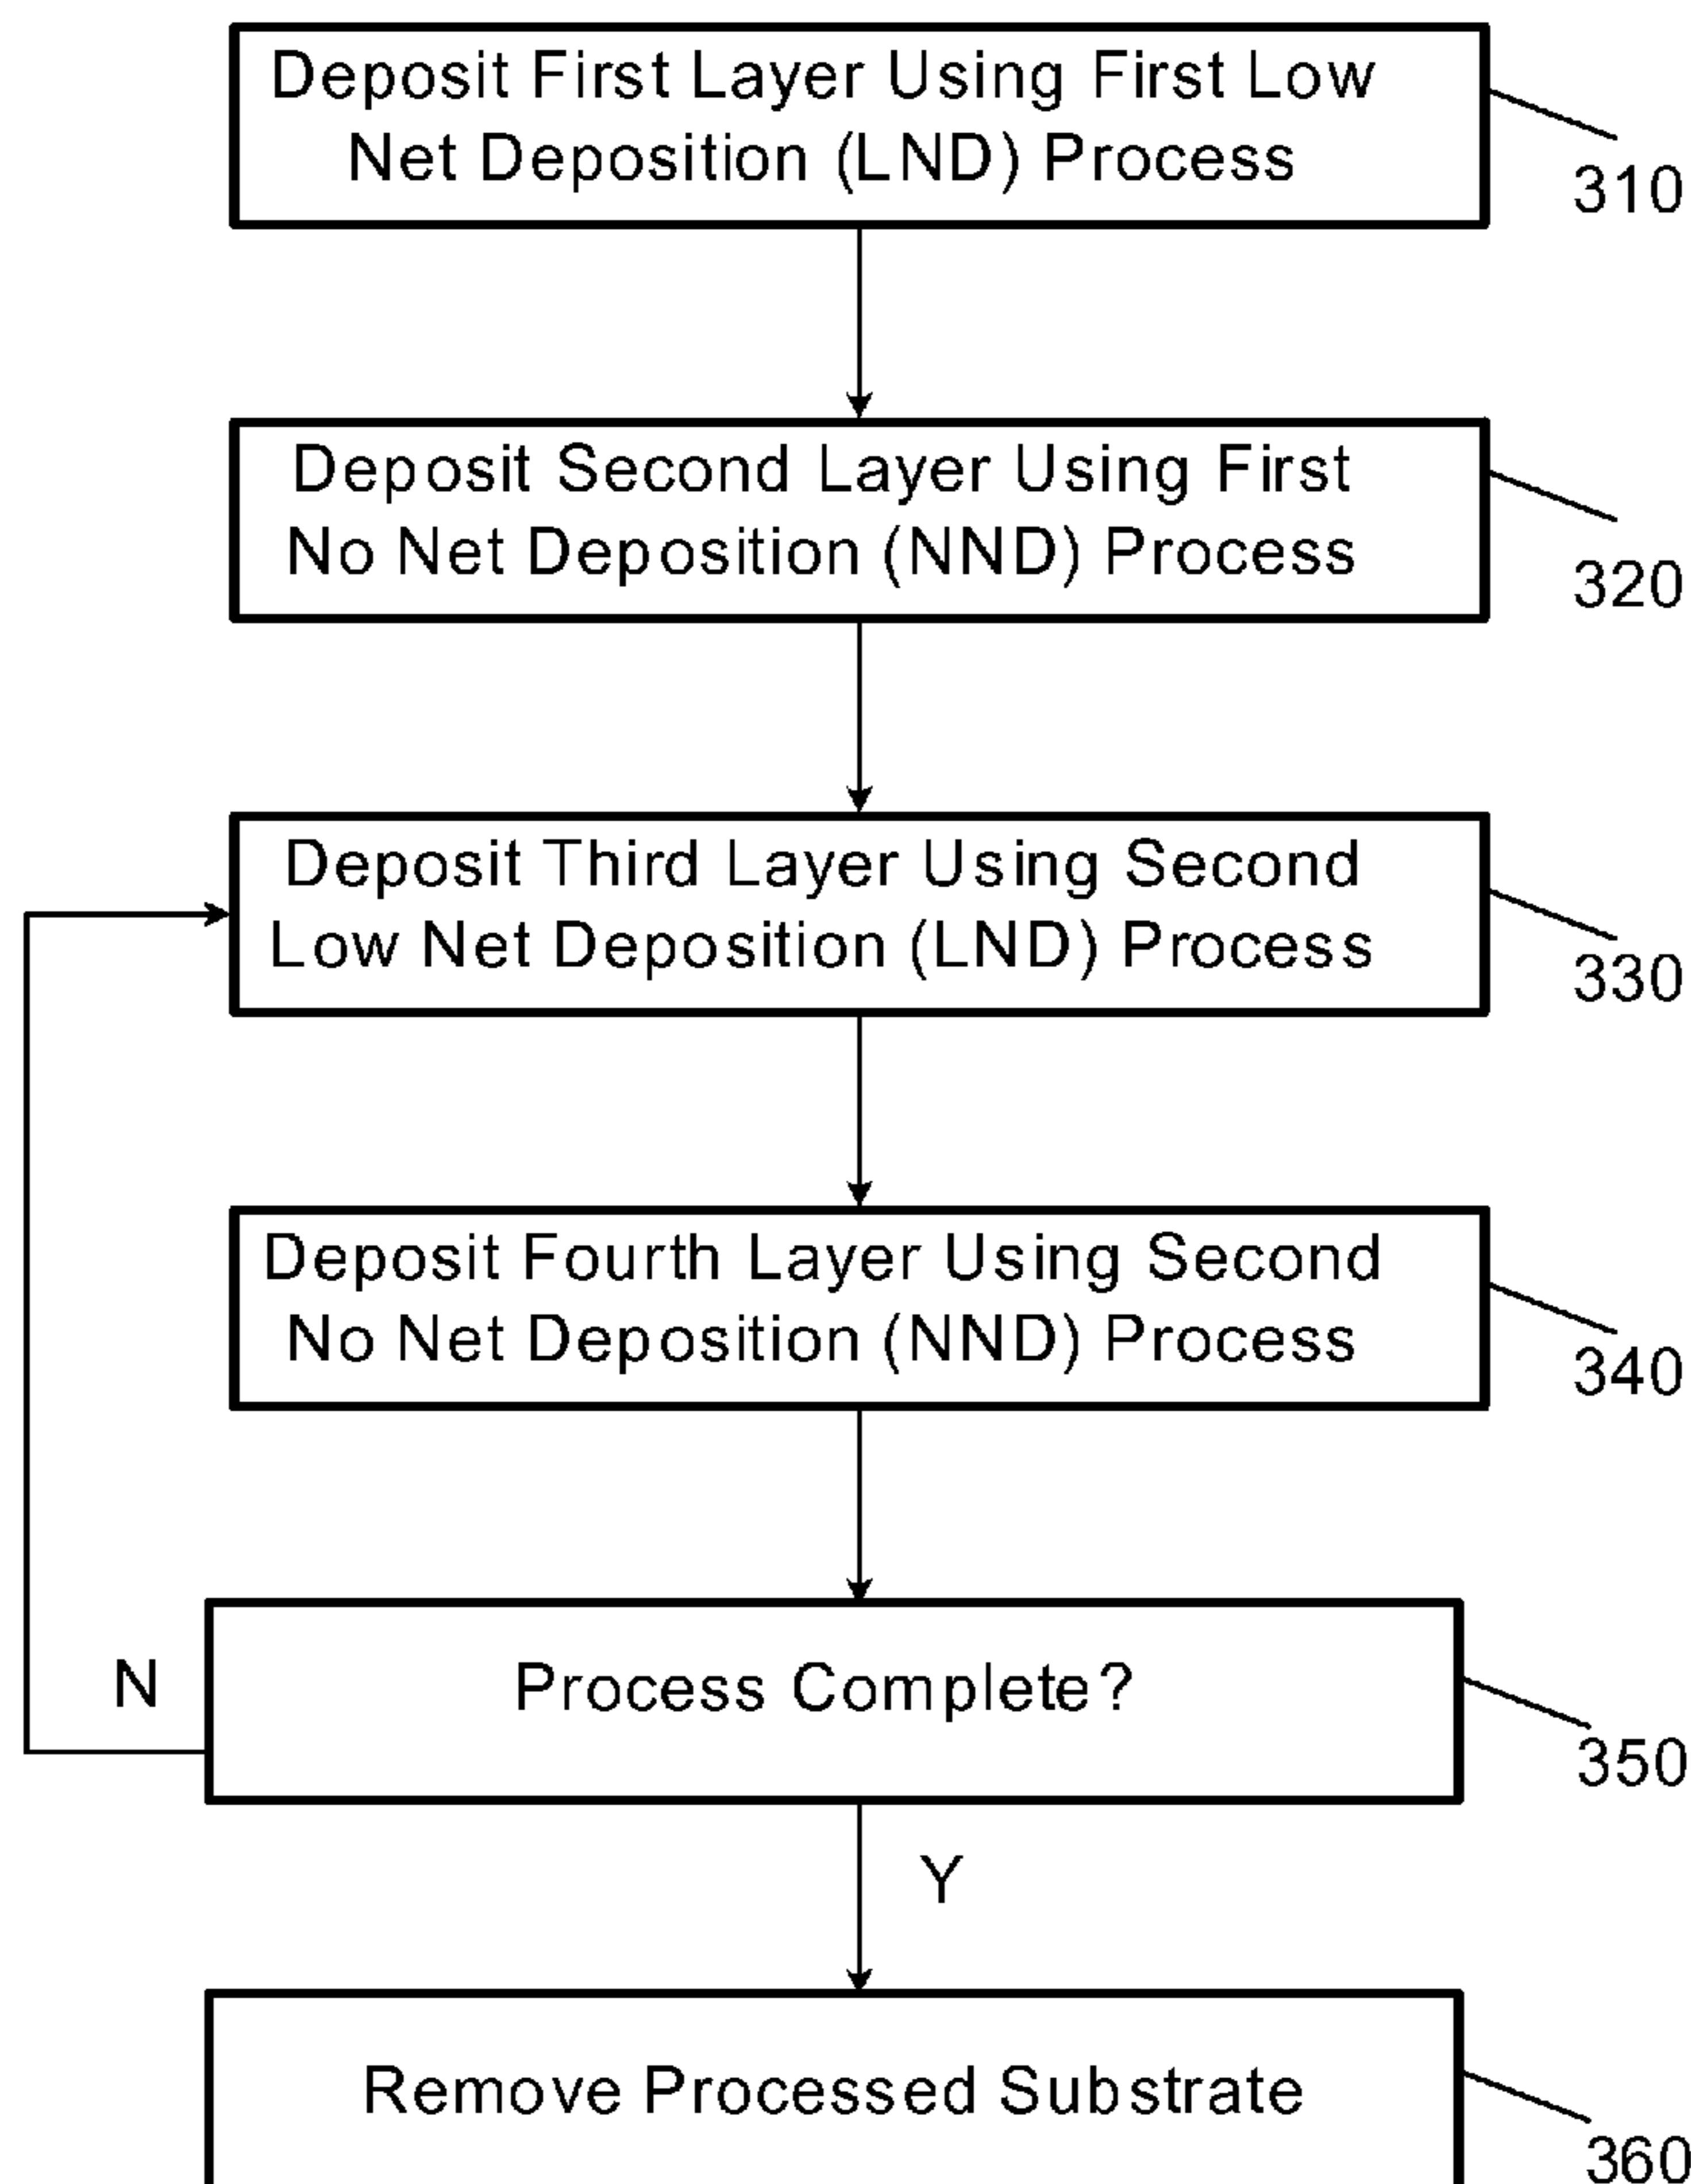 Deposit First Layer Using First Low
Net Deposition (LND) Process
310
Deposit Second Layer Using First
No Net Deposition (NND) Process
320
Deposit Third Layer Using Second
Low Net Deposition (LND) Process
330
Deposit Fourth Layer Using Second
No Net Deposition (NND) Process
340
N
Process Complete?
350
Y
Remove Processed Substrate
360